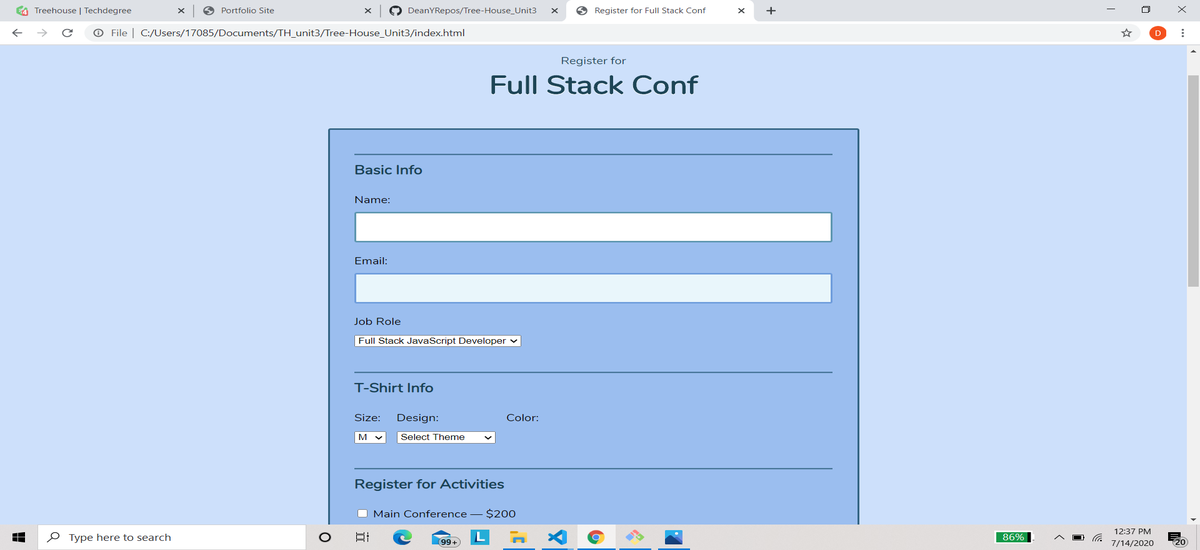 Treehouse | Techdegree
Portfolio Site
DeanYRepos/Tree-House_Unit3
Register for Full Stack Conf
File | C:/Users/17085/Documents/TH_unit3/Tree-House_Unit3/index.html
D
Register for
Full Stack Conf
Basic Info
Name:
Email:
Job Role
Full Stack JavaScript Developer
T-Shirt Info
Size: Design: Color:
M Select Theme
Register for Activities
Main Conference — $200
Type here to search
99+
L
86%
12:37 PM
7/14/2020
20